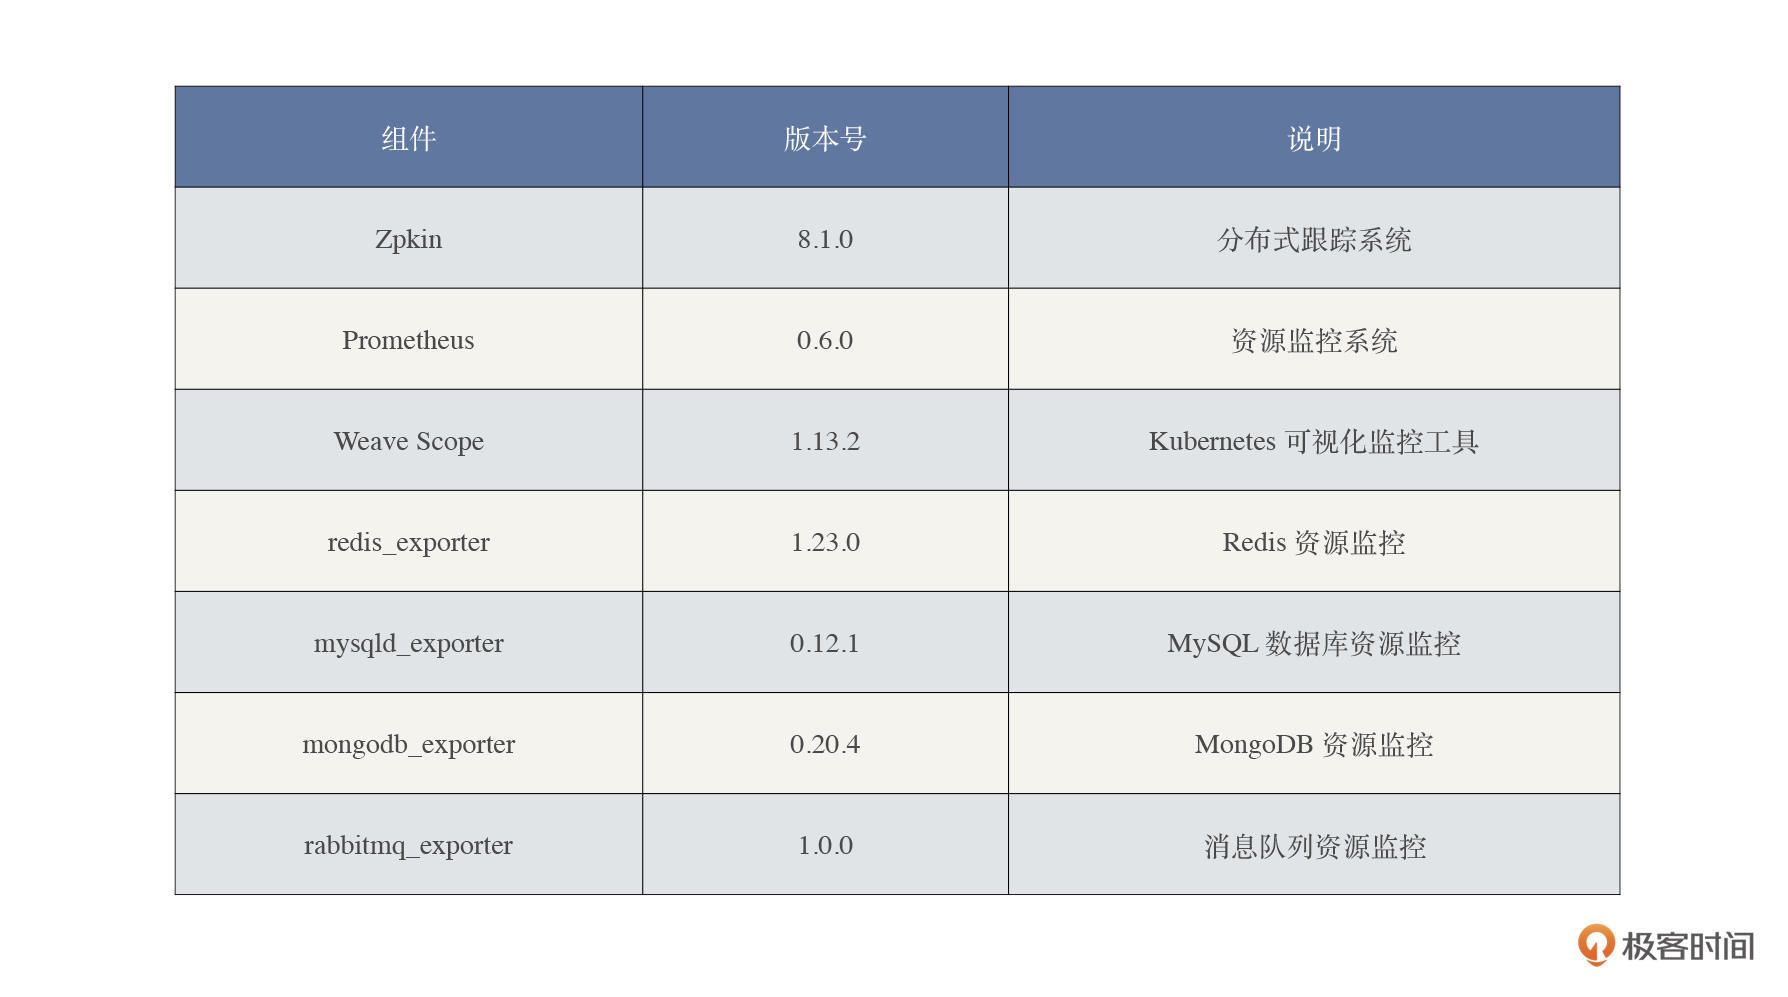 组件 版本号 说明
Zpkin 8.1.0 分布式跟踪系统
Prometheus 0.6.0 资源监控系统
Weave Scope 1.13.2 Kubernetes 可视化监控工具
redis_exporter 1.23.0 Redis 资源监控
mysqld_exporter 0.12.1 MySQL 数据库资源监控
mongodb_exporter 0.20.4 MongoDB 资源监控
rabbitmq_exporter 1.0.0 消息队列资源监控
极客时间